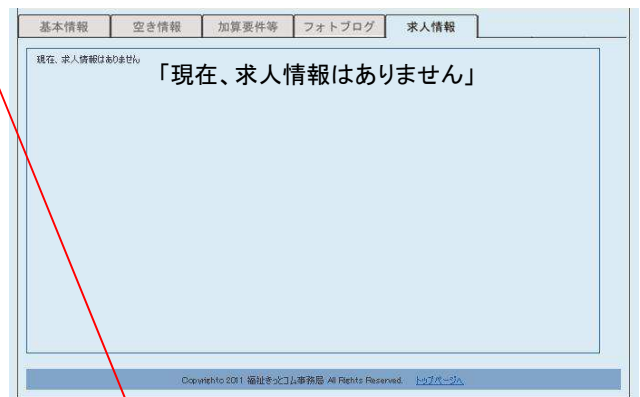 基本情報 空き情報 加算要件等 フォトブログ 求人情報
現在、求人情報はありません
「現在、求人情報はありません」
Copyright© 2011 福祉きっとコム事務局 All Rights Reserved. トップページへ